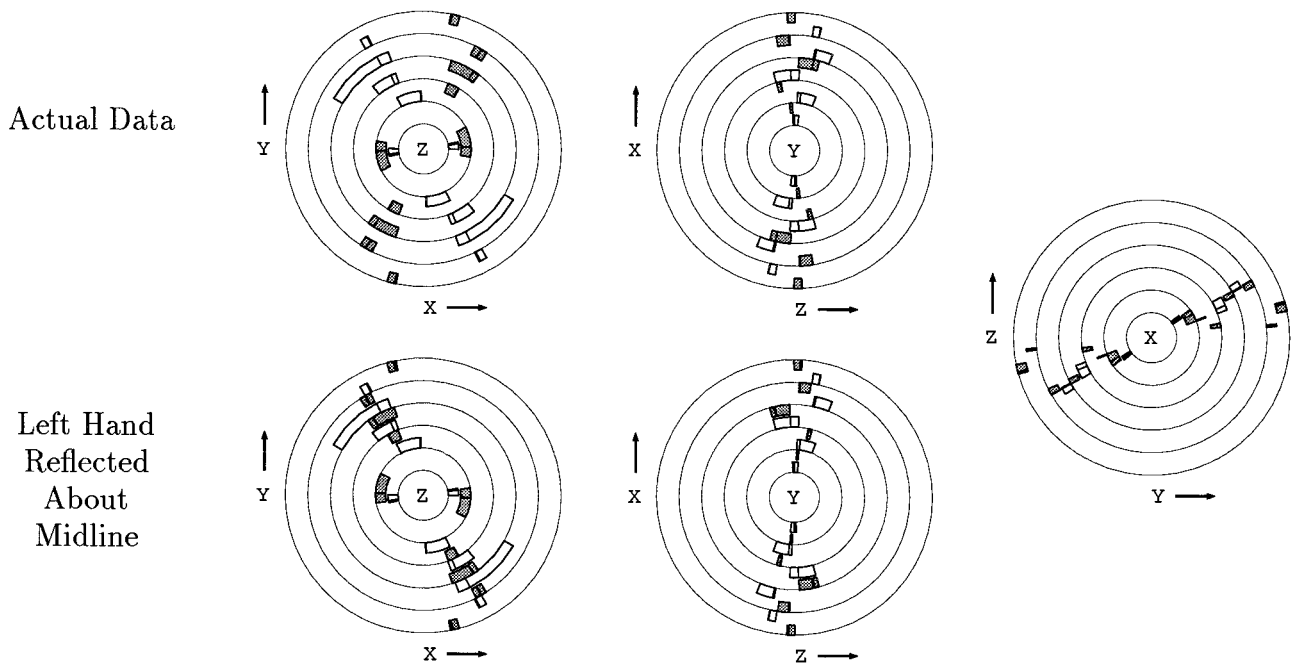 Actual Data
Y
Z
X
X
Y
Z
Left Hand
Reflected
About
Midline
Y
Z
X
X
Y
Z
Z
X
Y